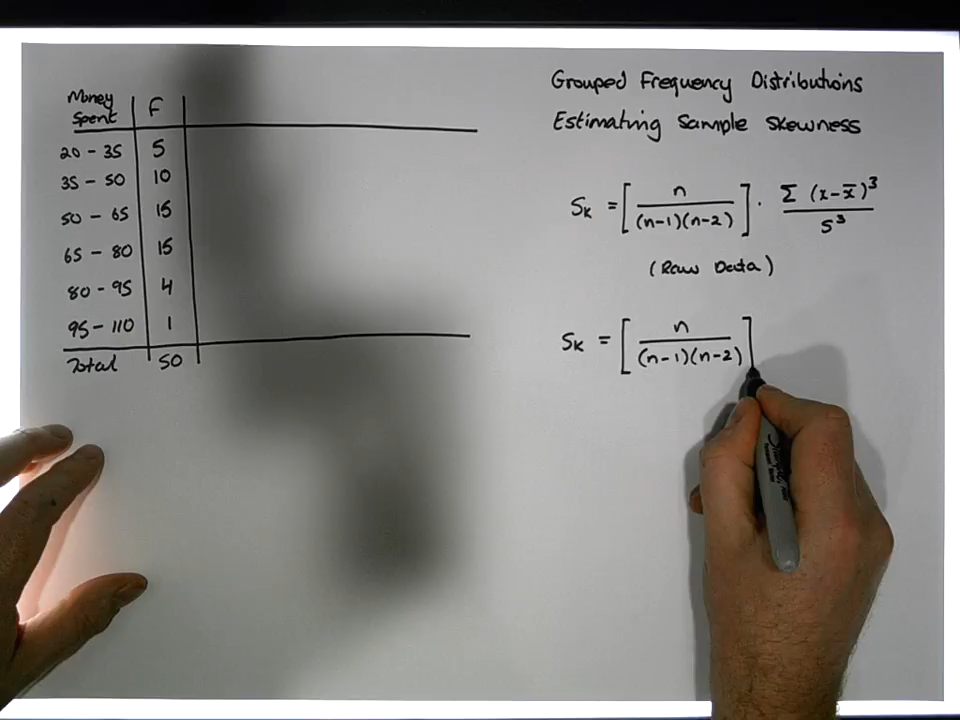 Money Spent F
20 - 35 5
35 - 50 10
50 - 65 15
65 - 80 15
80 - 95 4
95 - 110 1
Total 50
Grouped Frequency Distributions
Estimating Sample Skewness
Sk = [n / (n-1)(n-2)] · Σ (x-x̄)³ / s³
(Raw Data)
Sk = [n / (n-1)(n-2)]